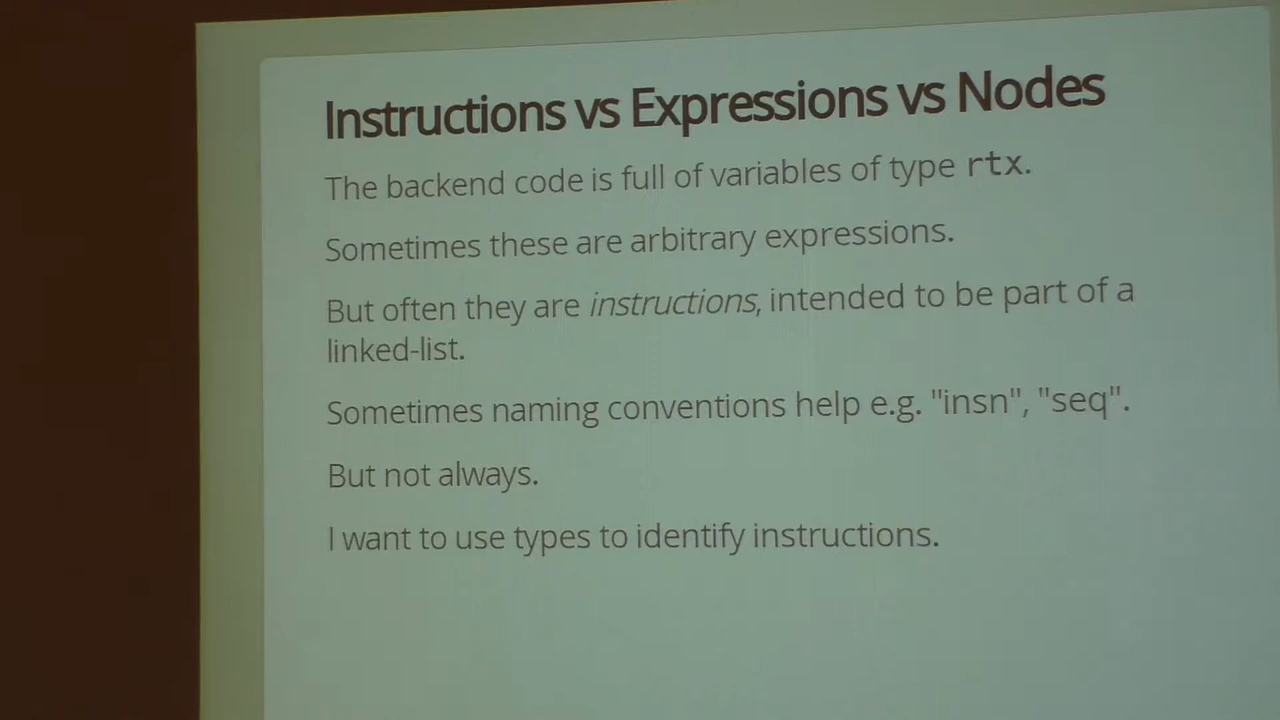 Instructions vs Expressions vs Nodes
The backend code is full of variables of type rtx.
Sometimes these are arbitrary expressions.
But often they are instructions, intended to be part of a
linked-list.
Sometimes naming conventions help e.g. "insn", "seq".
But not always.
I want to use types to identify instructions.